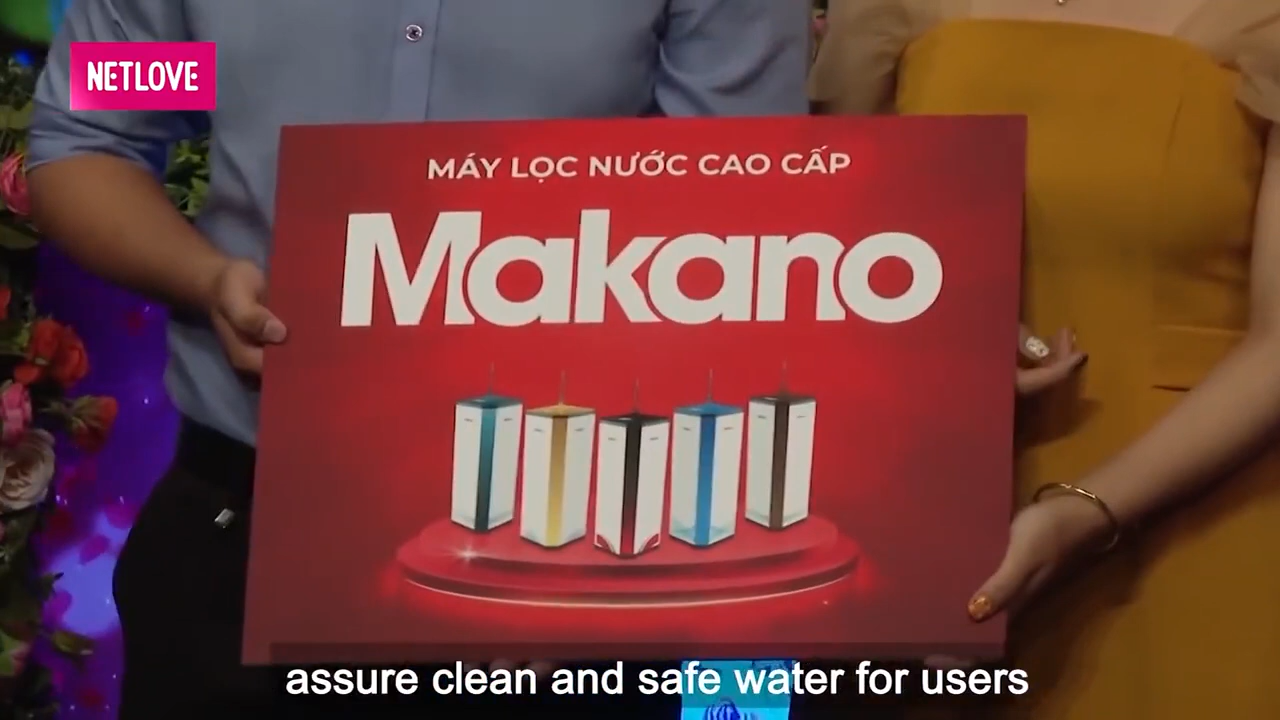 NETLOVE
MÁY LỌC NƯỚC CAO CẤP
Makano
assure clean and safe water for users